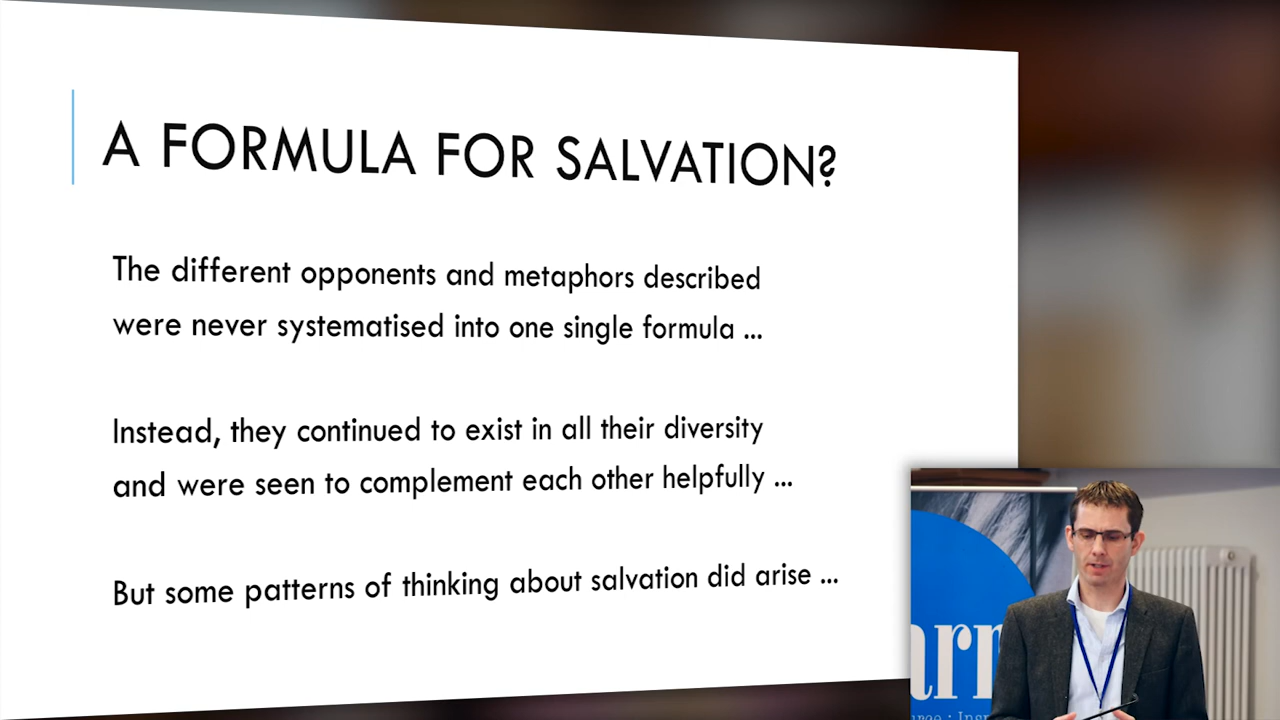 A FORMULA FOR SALVATION?
The different opponents and metaphors described
were never systematised into one single formula ...
Instead, they continued to exist in all their diversity
and were seen to complement each other helpfully ...
But some patterns of thinking about salvation did arise ...